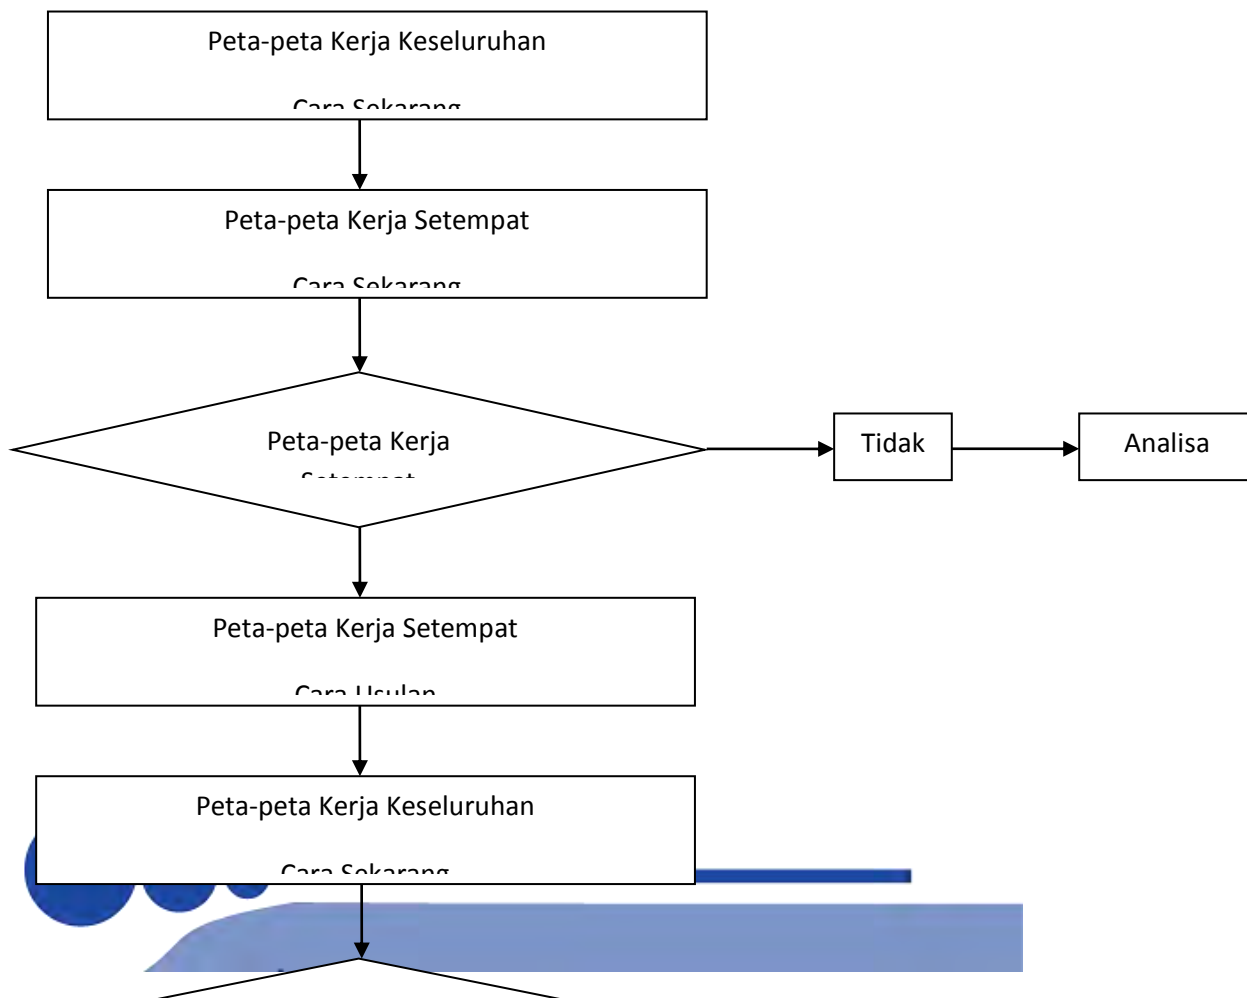 Peta-peta Kerja Keseluruhan
Cara Sekarang
Peta-peta Kerja Setempat
Cara Sekarang
Peta-peta Kerja
Setempat
Tidak
Analisa
Peta-peta Kerja Setempat
Cara Usulan
Peta-peta Kerja Keseluruhan
Cara Sekarang